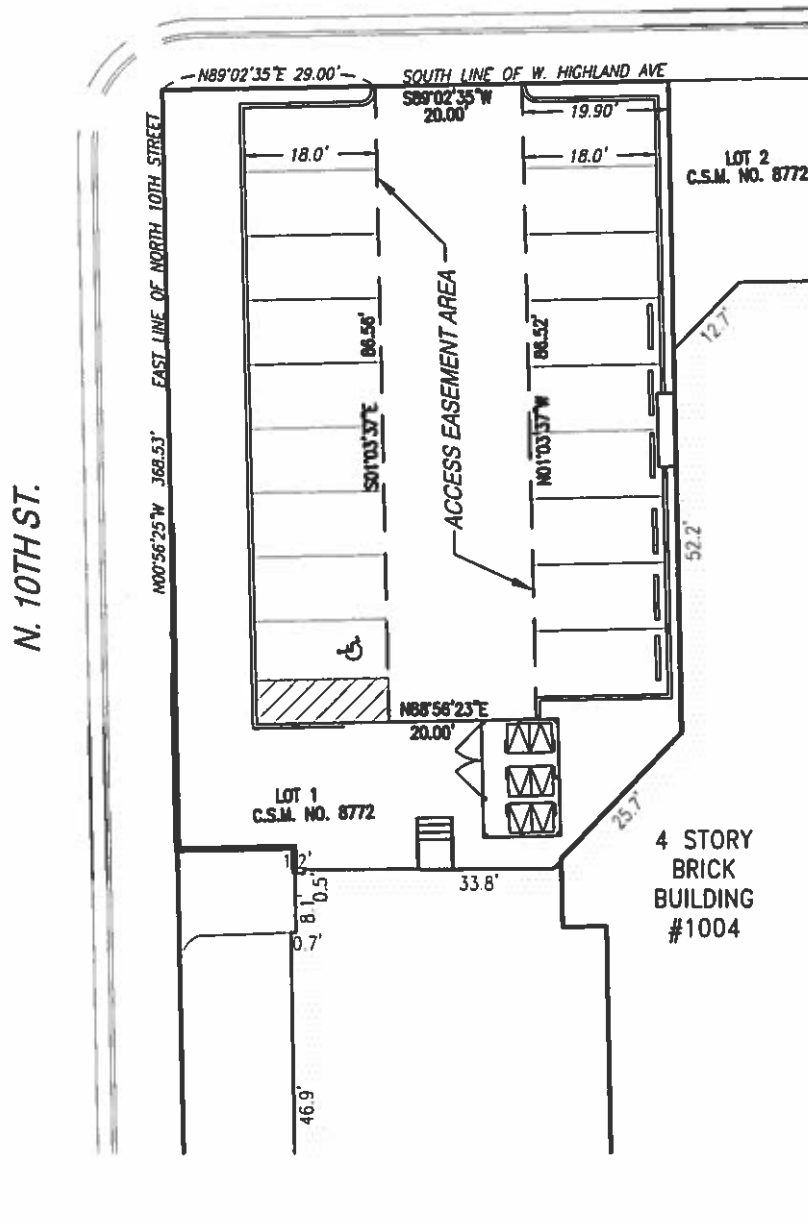 N89°02'35"E 29.00'
SOUTH LINE OF W. HIGHLAND AVE
S89°02'35"W
20.00'
19.90'
18.0'
18.0'
LOT 2
C.S.M. NO. 8772
EAST LINE OF NORTH 10TH STREET
N00°56'25"W 368.53'
N. 10TH ST.
86.56'
S01°03'37"E
ACCESS EASEMENT AREA
86.52'
N01°03'37"W
12.7'
52.2'
N88°56'23"E
20.00'
LOT 1
C.S.M. NO. 8772
25.7'
4 STORY
BRICK
BUILDING
#1004
1.2'
0.5'
8.1'
0.7'
33.8'
46.9'